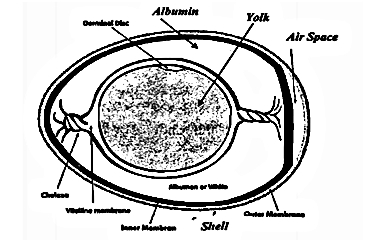 Albumin
Germinal Disc
Yolk
Air Space
Albumen or White
Chalaza
Vitelline membrane
Inner Membran
Shell
Outer Membrane